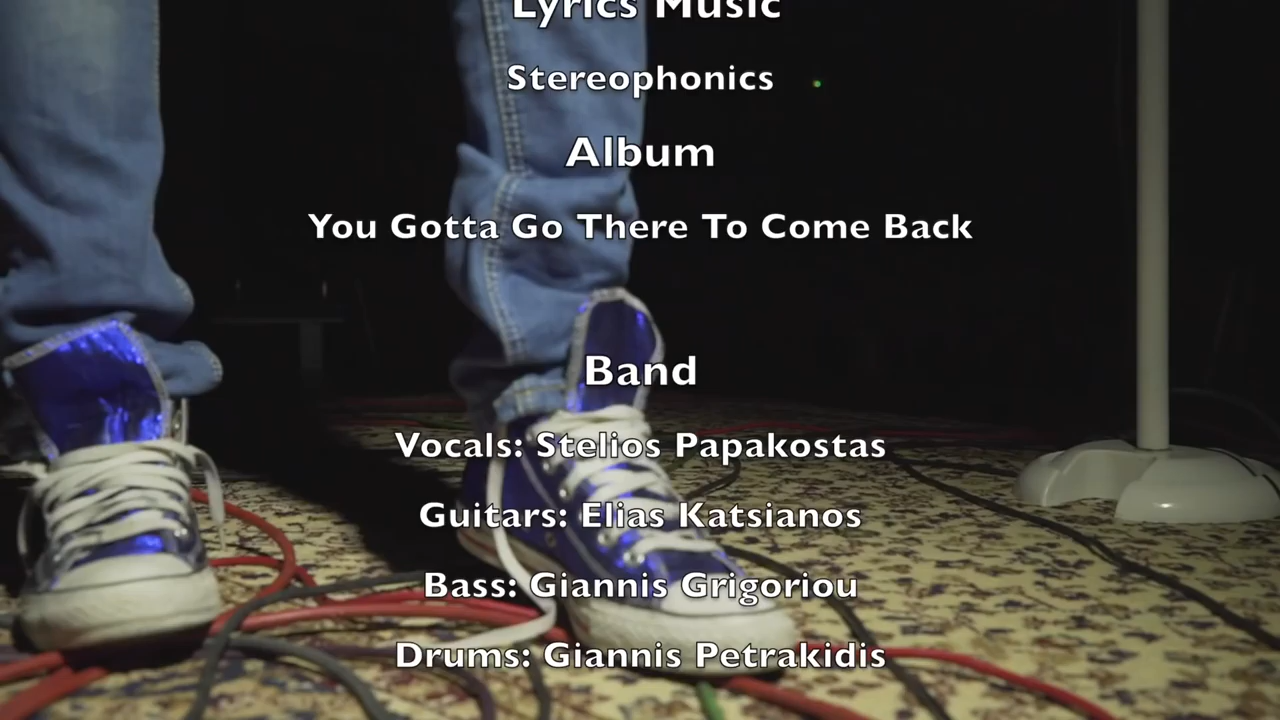 Lyrics Music
Stereophonics
Album
You Gotta Go There To Come Back
Band
Vocals: Stelios Papakostas
Guitars: Elias Katsianos
Bass: Giannis Grigoriou
Drums: Giannis Petrakidis